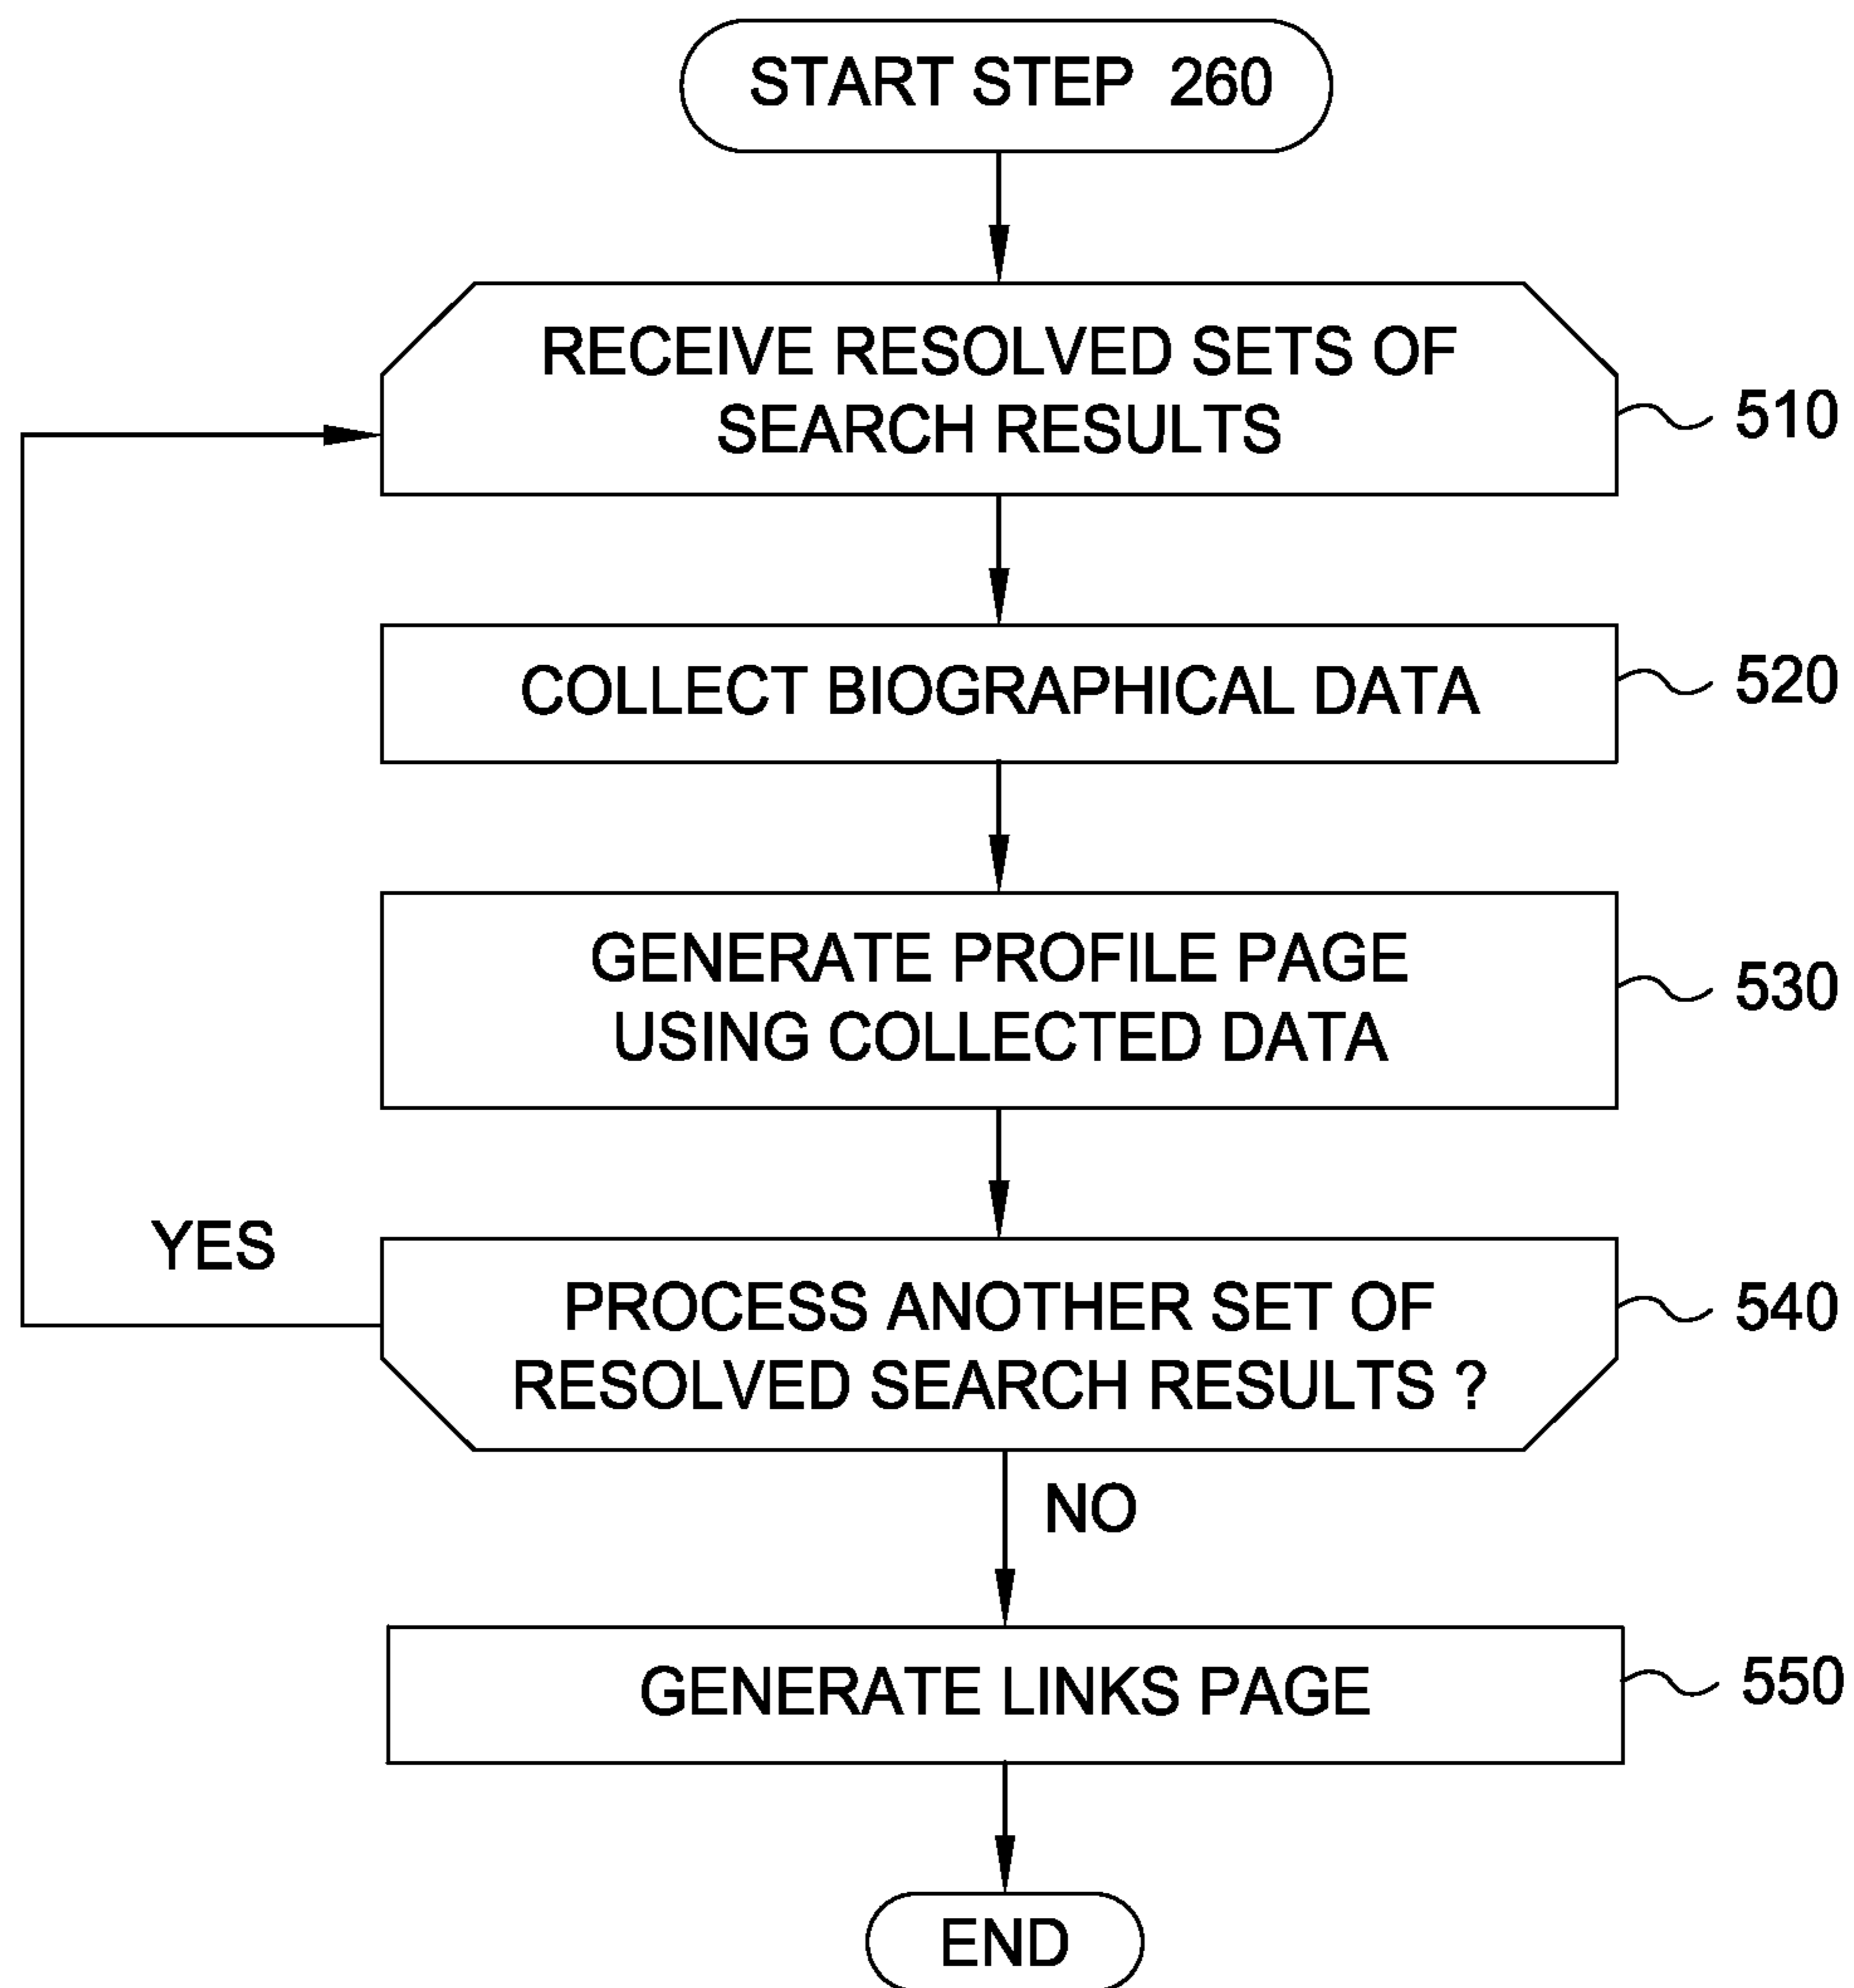 START STEP 260
RECEIVE RESOLVED SETS OF
SEARCH RESULTS
510
COLLECT BIOGRAPHICAL DATA
520
GENERATE PROFILE PAGE
USING COLLECTED DATA
530
YES
PROCESS ANOTHER SET OF
RESOLVED SEARCH RESULTS ?
540
NO
GENERATE LINKS PAGE
550
END